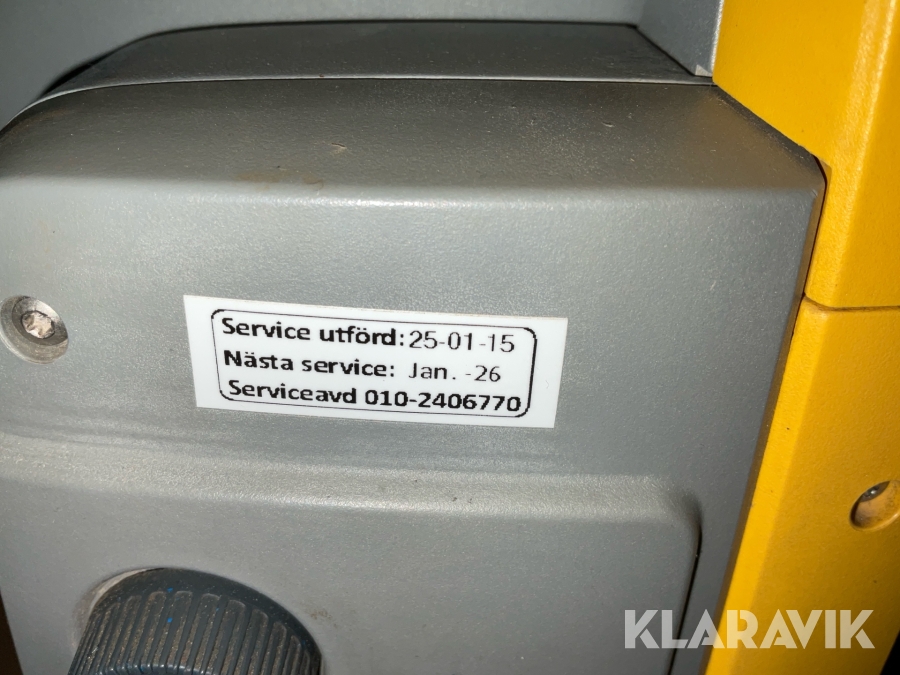 Service utförd: 25-01-15
Nästa service: Jan. -26
Serviceavd 010-2406770
KLARAVIK